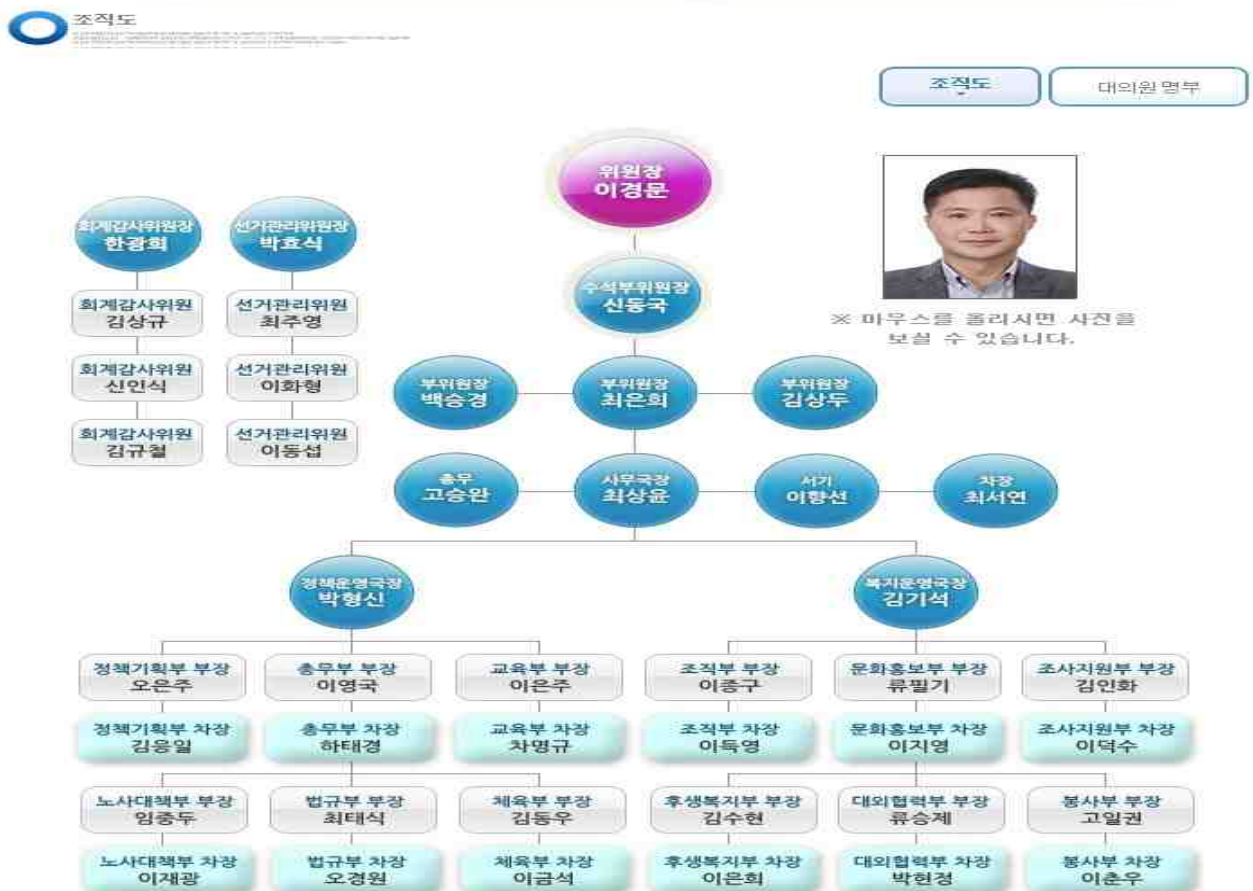 조직도
조직도
대의원 명부
위원장
이경문
회계감사위원장
한광희
선거관리위원장
박효식
수석부위원장
신동국
※ 마우스를 올리시면 사진을
보실 수 있습니다.
회계감사위원
김상규
선거관리위원
최주영
회계감사위원
신인식
선거관리위원
이화형
회계감사위원
김규철
선거관리위원
이동섭
부위원장
백승경
부위원장
최은희
부위원장
김상두
총무
고승완
사무국장
최상윤
서기
이향선
차장
최서연
정책운영국장
박형신
복지운영국장
김기석
정책기획부 부장
오은주
총무부 부장
이영국
교육부 부장
이은주
조직부 부장
이종구
문화홍보부 부장
류필기
조사지원부 부장
김인화
정책기획부 차장
김응일
총무부 차장
하태경
교육부 차장
차명규
조직부 차장
이득영
문화홍보부 차장
이지영
조사지원부 차장
이덕수
노사대책부 부장
임종두
법규부 부장
최태식
체육부 부장
김동우
후생복지부 부장
김수현
대외협력부 부장
류승제
봉사부 부장
고일권
노사대책부 차장
이재광
법규부 차장
오경원
체육부 차장
이금석
후생복지부 차장
이은희
대외협력부 차장
박현정
봉사부 차장
이춘우